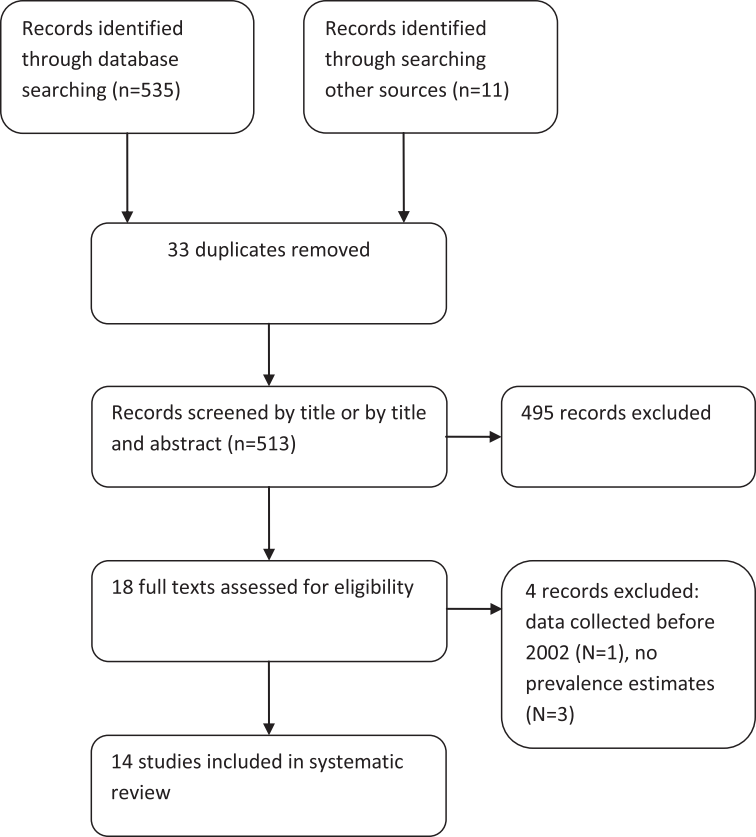 Records identified
through database
searching (n=535)
Records identified
through searching
other sources (n=11)
33 duplicates removed
Records screened by title or by title
and abstract (n=513)
495 records excluded
18 full texts assessed for eligibility
4 records excluded:
data collected before
2002 (N=1), no
prevalence estimates
(N=3)
14 studies included in systematic
review